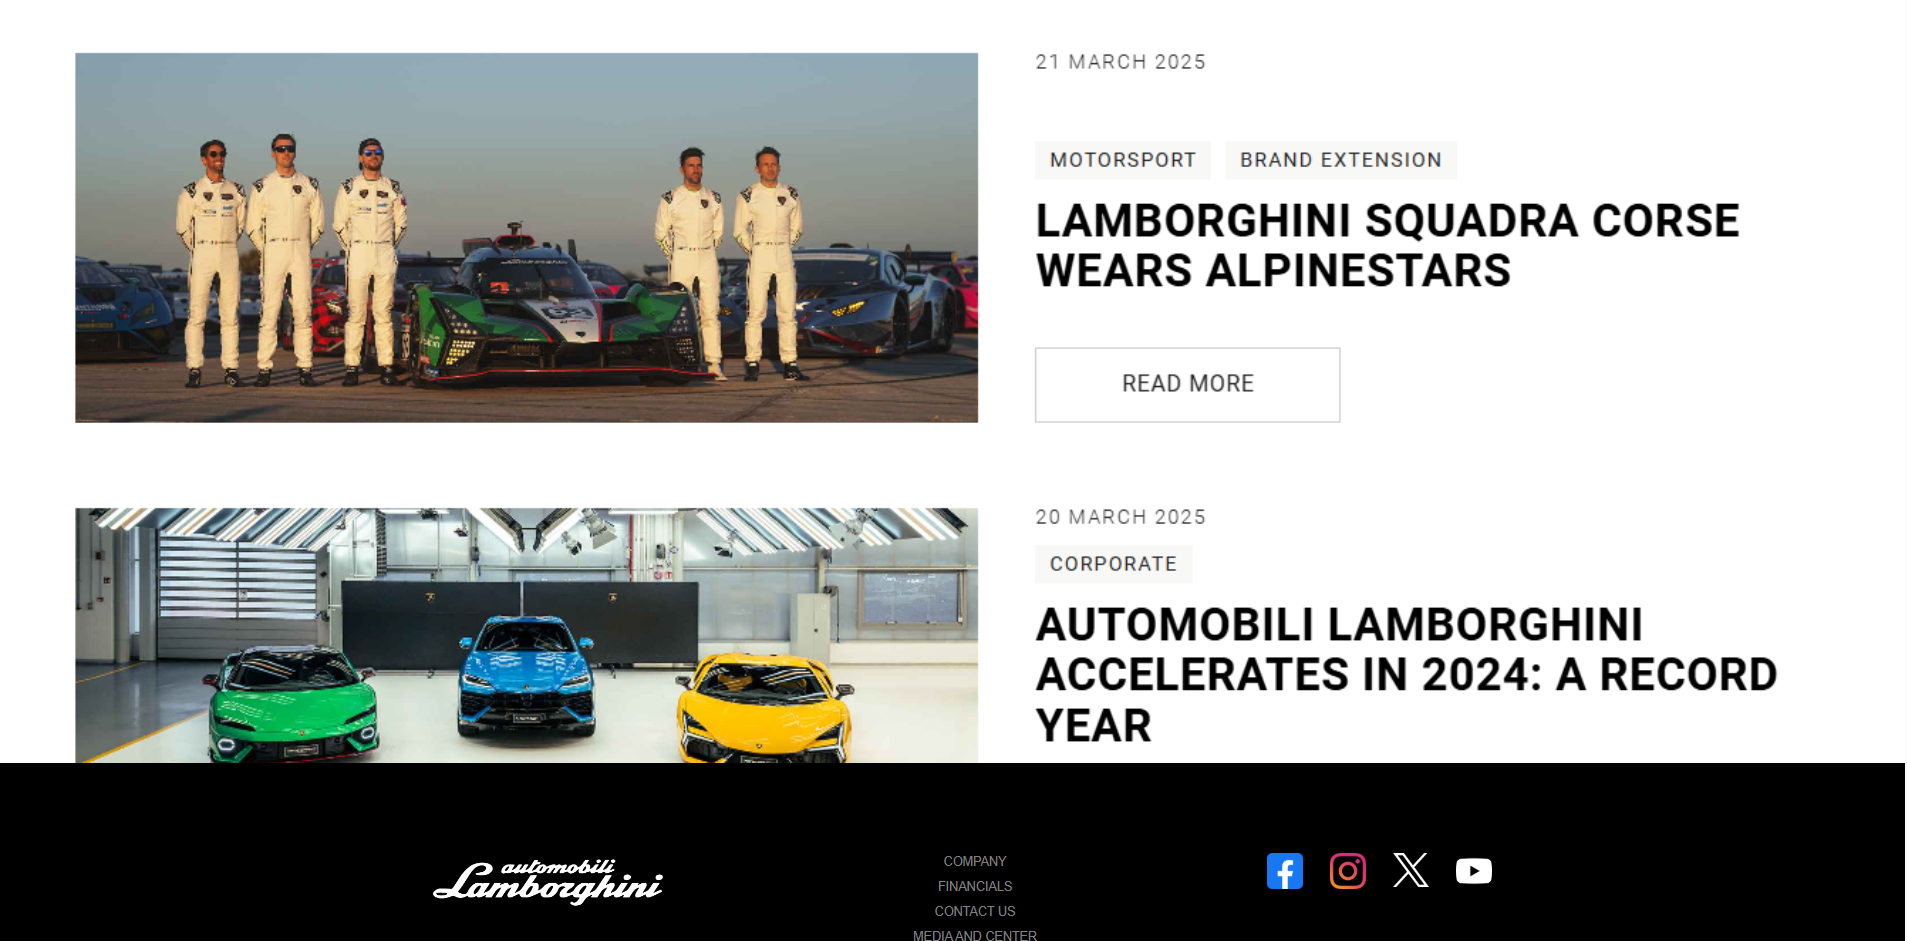 21 MARCH 2025
MOTORSPORT BRAND EXTENSION
LAMBORGHINI SQUADRA CORSE
WEARS ALPINESTARS
READ MORE
63
20 MARCH 2025
CORPORATE
AUTOMOBILI LAMBORGHINI
ACCELERATES IN 2024: A RECORD
YEAR
automobili
Lamborghini
COMPANY
FINANCIALS
CONTACT US
MEDIA AND CENTER